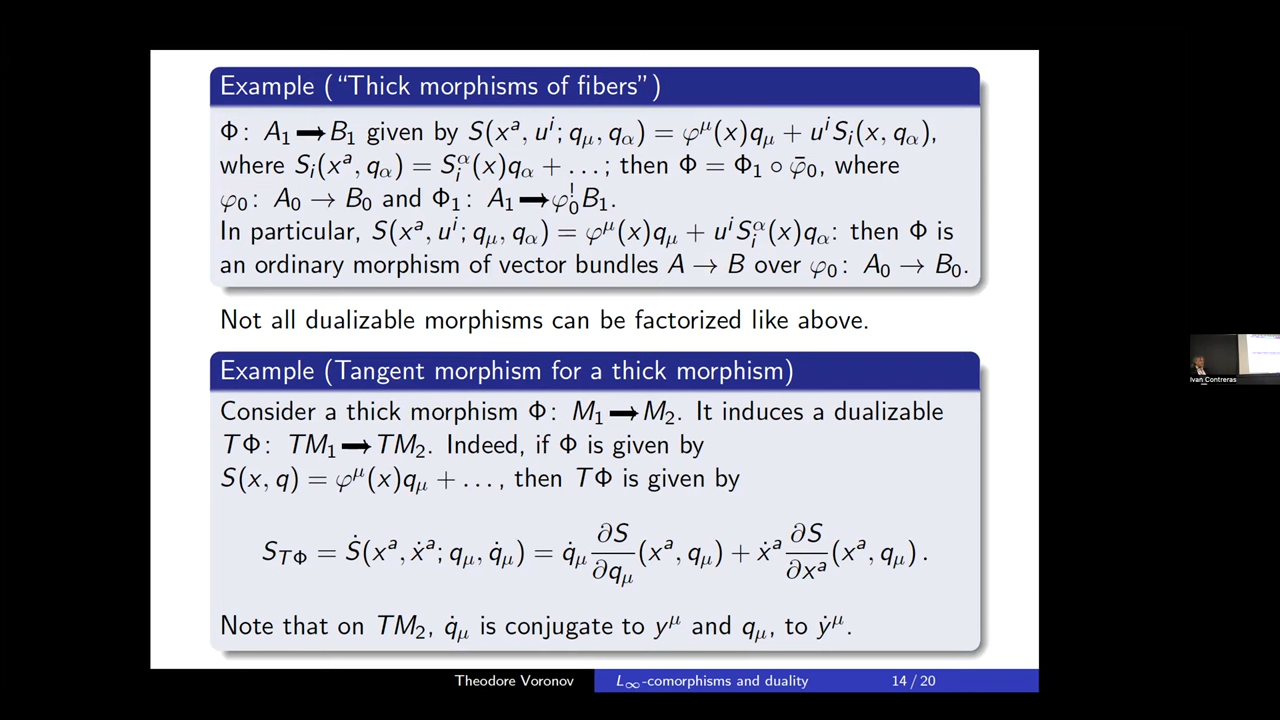 Example (“Thick morphisms of fibers”)
Φ: A₁ ➞ B₁ given by S(xᵃ, uⁱ; q_μ, q_α) = φ^μ(x)q_μ + uⁱS_i(x, q_α),
where S_i(xᵃ, q_α) = S_i^α(x)q_α + …; then Φ = Φ₁ ∘ φ̄₀, where
φ₀: A₀ → B₀ and Φ₁: A₁ ➞ φ₀^!B₁.
In particular, S(xᵃ, uⁱ; q_μ, q_α) = φ^μ(x)q_μ + uⁱS_i^α(x)q_α: then Φ is
an ordinary morphism of vector bundles A → B over φ₀: A₀ → B₀.
Not all dualizable morphisms can be factorized like above.
Example (Tangent morphism for a thick morphism)
Consider a thick morphism Φ: M₁ ➞ M₂. It induces a dualizable
TΦ: TM₁ ➞ TM₂. Indeed, if Φ is given by
S(x, q) = φ^μ(x)q_μ + …, then TΦ is given by
S_{TΦ} = Ṡ(xᵃ, ẋᵃ; q_μ, q̇_μ) = q̇_μ ∂S/∂q_μ (xᵃ, q_μ) + ẋᵃ ∂S/∂xᵃ (xᵃ, q_μ).
Note that on TM₂, q̇_μ is conjugate to y^μ and q_μ, to ẏ^μ.
Theodore Voronov L∞-comorphisms and duality 14 / 20
Ivan Contreras